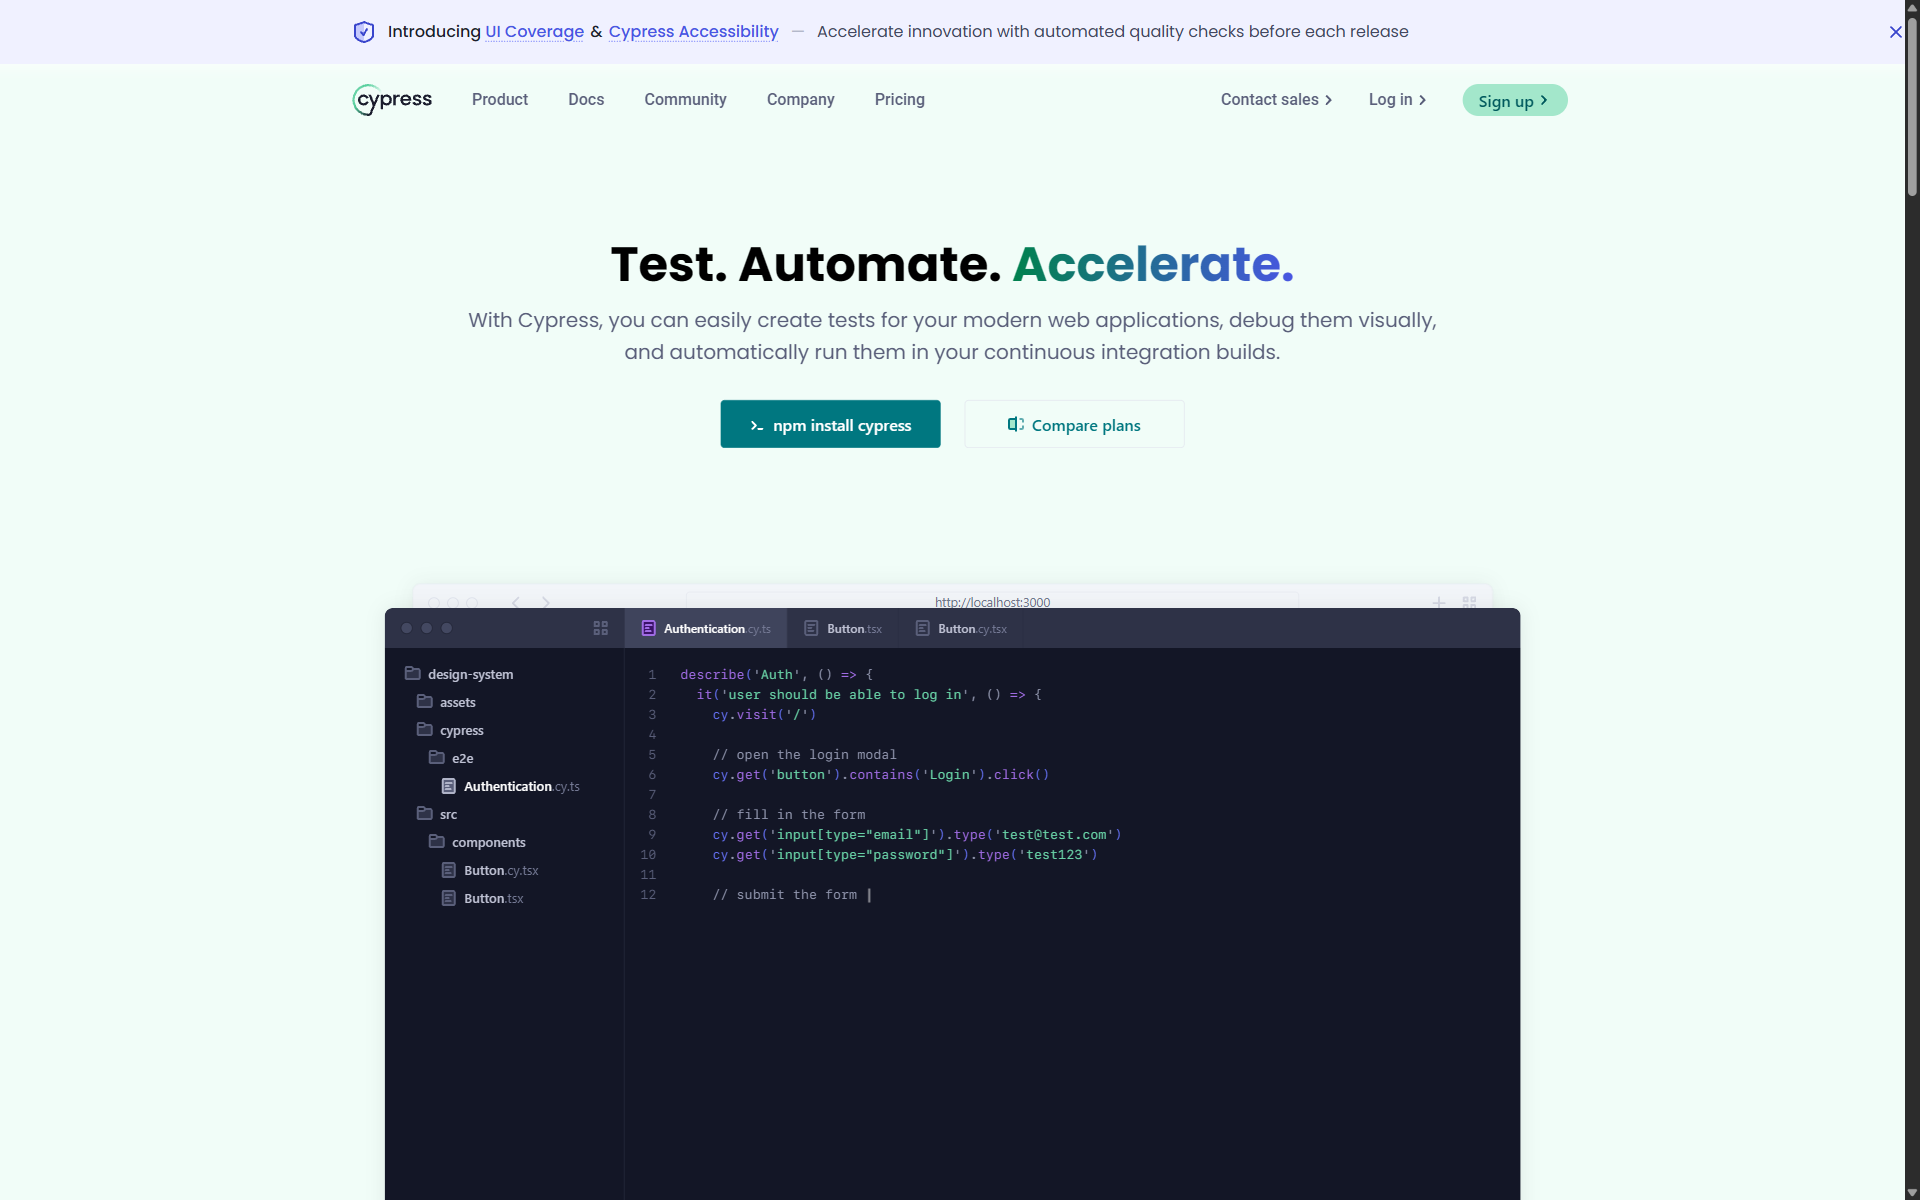 Introducing UI Coverage & Cypress Accessibility — Accelerate innovation with automated quality checks before each release
cypress Product Docs Community Company Pricing Contact sales Log in Sign up
Test. Automate. Accelerate.
With Cypress, you can easily create tests for your modern web applications, debug them visually,
and automatically run them in your continuous integration builds.
npm install cypress Compare plans
http://localhost:3000
Authentication.cy.ts Button.tsx Button.cy.tsx
design-system
assets
cypress
e2e
Authentication.cy.ts
src
components
Button.cy.tsx
Button.tsx
1 describe('Auth', () => {
2 it('user should be able to log in', () => {
3 cy.visit('/')
4
5 // open the login modal
6 cy.get('button').contains('Login').click()
7
8 // fill in the form
9 cy.get('input[type="email"]').type('test@test.com')
10 cy.get('input[type="password"]').type('test123')
11
12 // submit the form